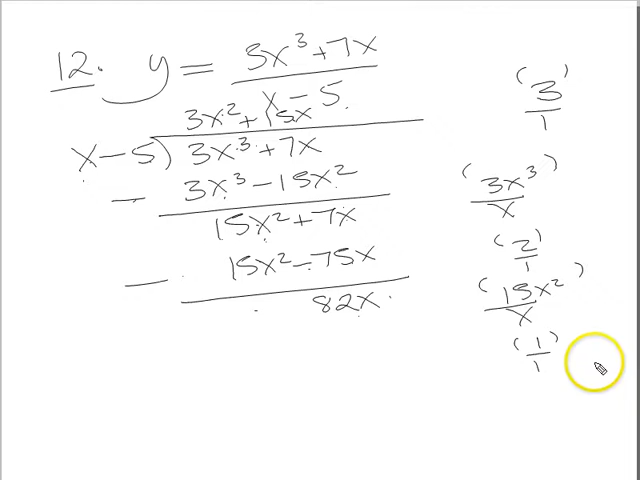 12. y = 3x³ + 7x
x - 5
3x² + 15x
x - 5 ) 3x³ + 7x
- 3x³ - 15x²
15x² + 7x
- 15x² - 75x
82x
(3)
1
(3x³)
x
(2)
1
(15x²)
x
(1)
1